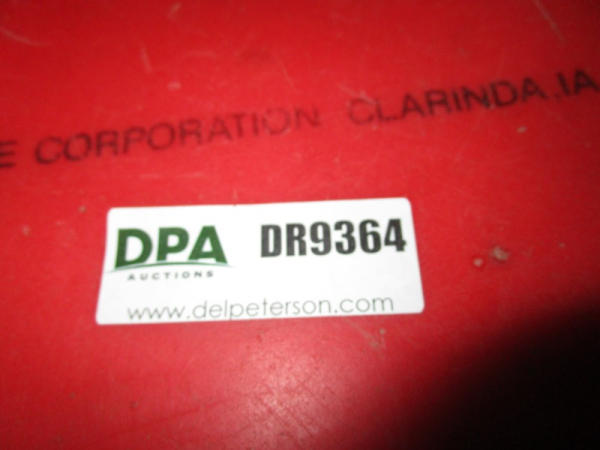 E CORPORATION CLARINDA, IA
DPA DR9364
AUCTIONS
www.delpeterson.com